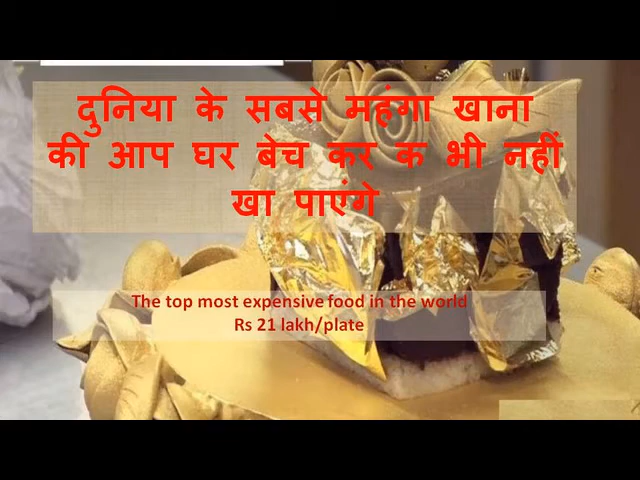 दुनिया के सबसे महंगा खाना
की आप घर बेच कर क भी नहीं
खा पाएंगे
The top most expensive food in the world
Rs 21 lakh/plate